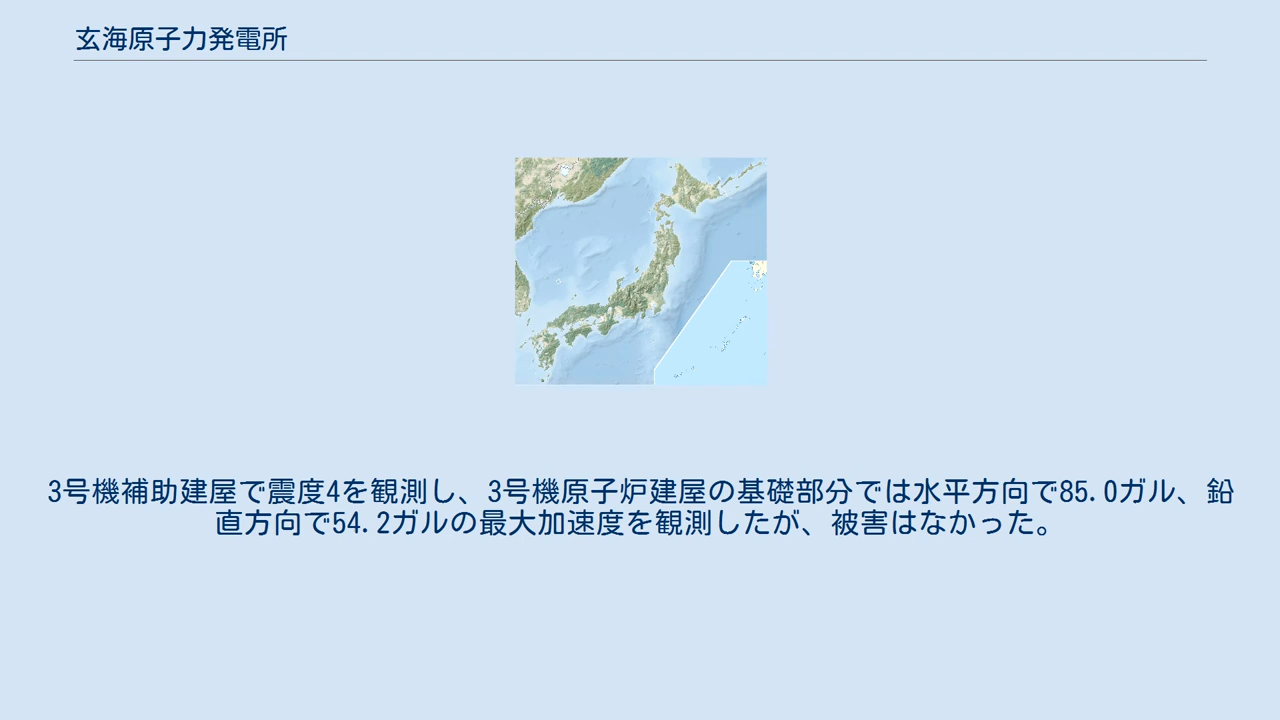 玄海原子力発電所
3号機補助建屋で震度4を観測し、3号機原子炉建屋の基礎部分では水平方向で85.0ガル、鉛
直方向で54.2ガルの最大加速度を観測したが、被害はなかった。